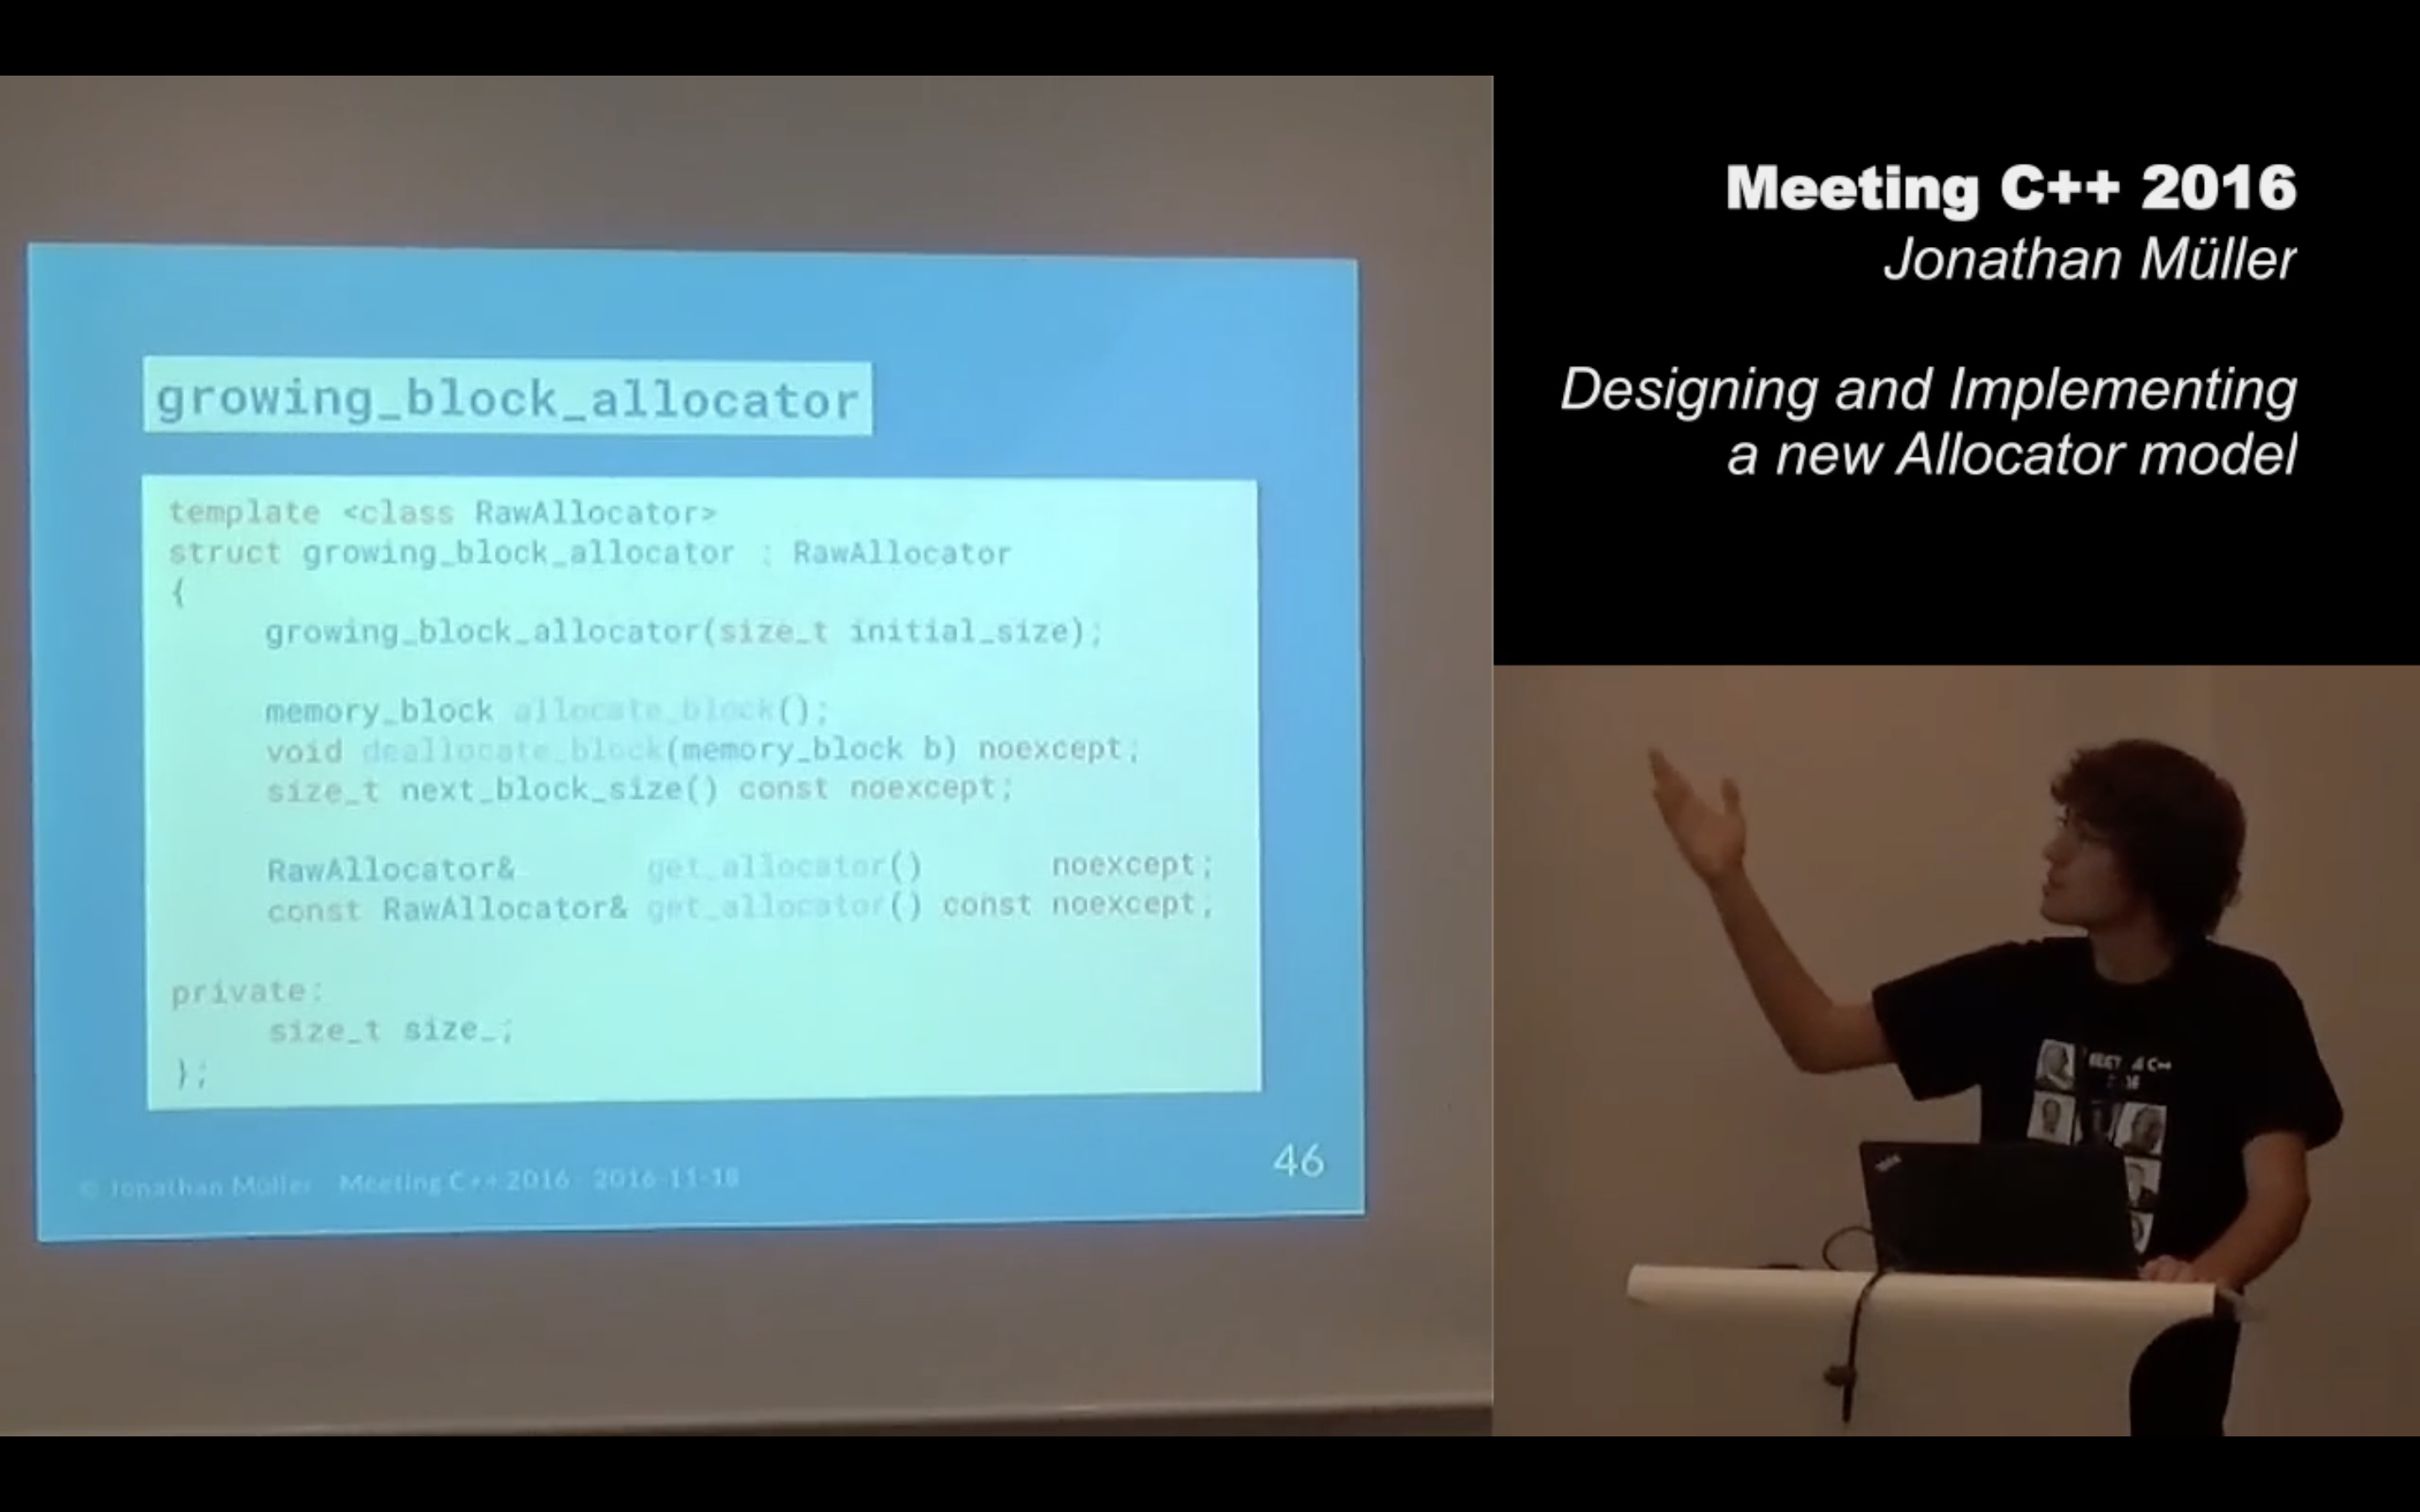 growing_block_allocator
template <class RawAllocator>
struct growing_block_allocator : RawAllocator
{
growing_block_allocator(size_t initial_size);
memory_block allocate_block();
void deallocate_block(memory_block b) noexcept;
size_t next_block_size() const noexcept;
RawAllocator& get_allocator() noexcept;
const RawAllocator& get_allocator() const noexcept;
private:
size_t size_;
};
© Jonathan Müller Meeting C++ 2016 2016-11-18
46
Meeting C++ 2016
Jonathan Müller
Designing and Implementing
a new Allocator model